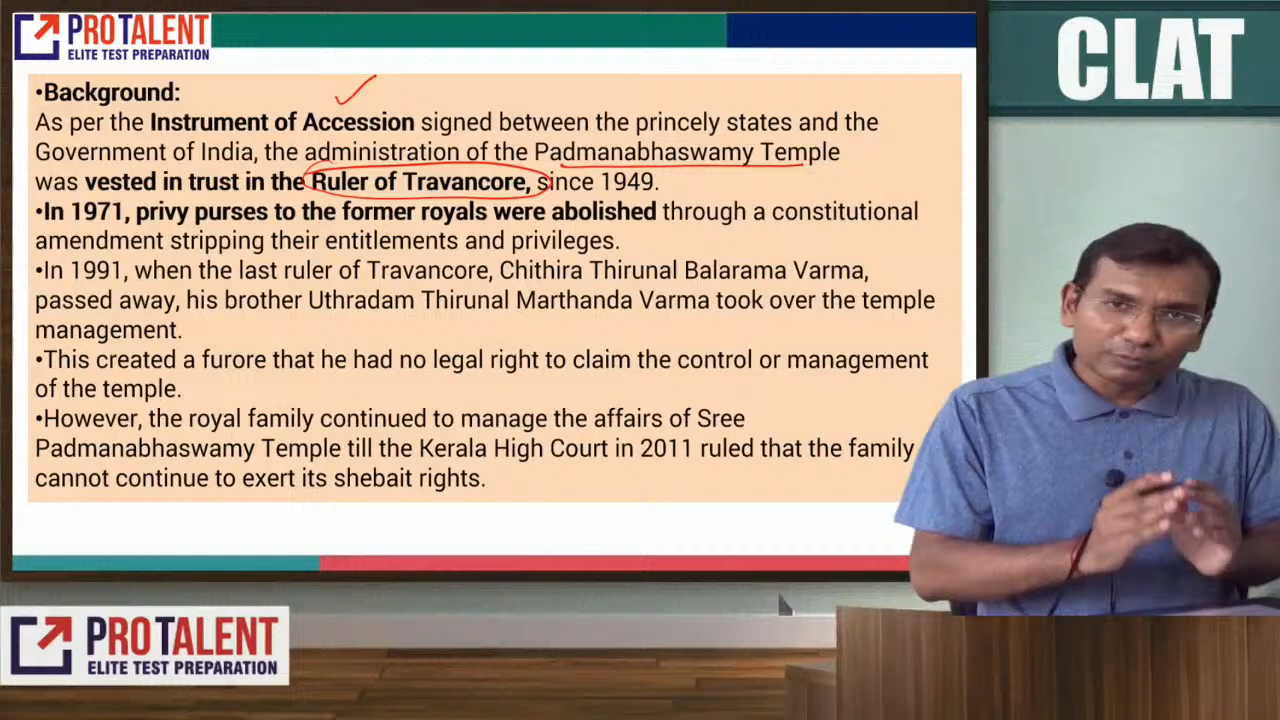 PROTALENT
ELITE TEST PREPARATION
CLAT
•Background:
As per the Instrument of Accession signed between the princely states and the
Government of India, the administration of the Padmanabhaswamy Temple
was vested in trust in the Ruler of Travancore, since 1949.
•In 1971, privy purses to the former royals were abolished through a constitutional
amendment stripping their entitlements and privileges.
•In 1991, when the last ruler of Travancore, Chithira Thirunal Balarama Varma,
passed away, his brother Uthradam Thirunal Marthanda Varma took over the temple
management.
•This created a furore that he had no legal right to claim the control or management
of the temple.
•However, the royal family continued to manage the affairs of Sree
Padmanabhaswamy Temple till the Kerala High Court in 2011 ruled that the family
cannot continue to exert its shebait rights.
PROTALENT
ELITE TEST PREPARATION